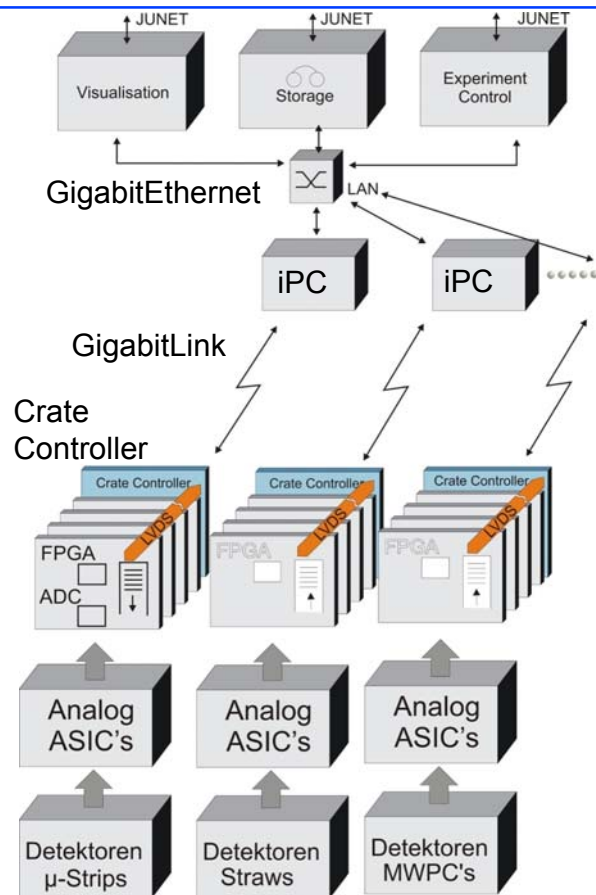 JUNET
JUNET
JUNET
Visualisation
Storage
Experiment
Control
GigabitEthernet
LAN
iPC
iPC
GigabitLink
Crate
Controller
Crate Controller
Crate Controller
Crate Controller
LVDS
LVDS
LVDS
FPGA
FPGA
FPGA
ADC
Analog
ASIC's
Analog
ASIC's
Analog
ASIC's
Detektoren
µ-Strips
Detektoren
Straws
Detektoren
MWPC's